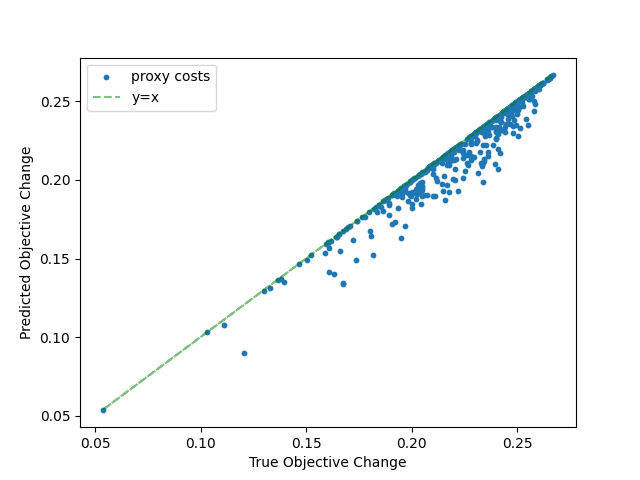 proxy costs
y=x
0.25
0.20
0.15
0.10
0.05
Predicted Objective Change
0.05 0.10 0.15 0.20 0.25
True Objective Change